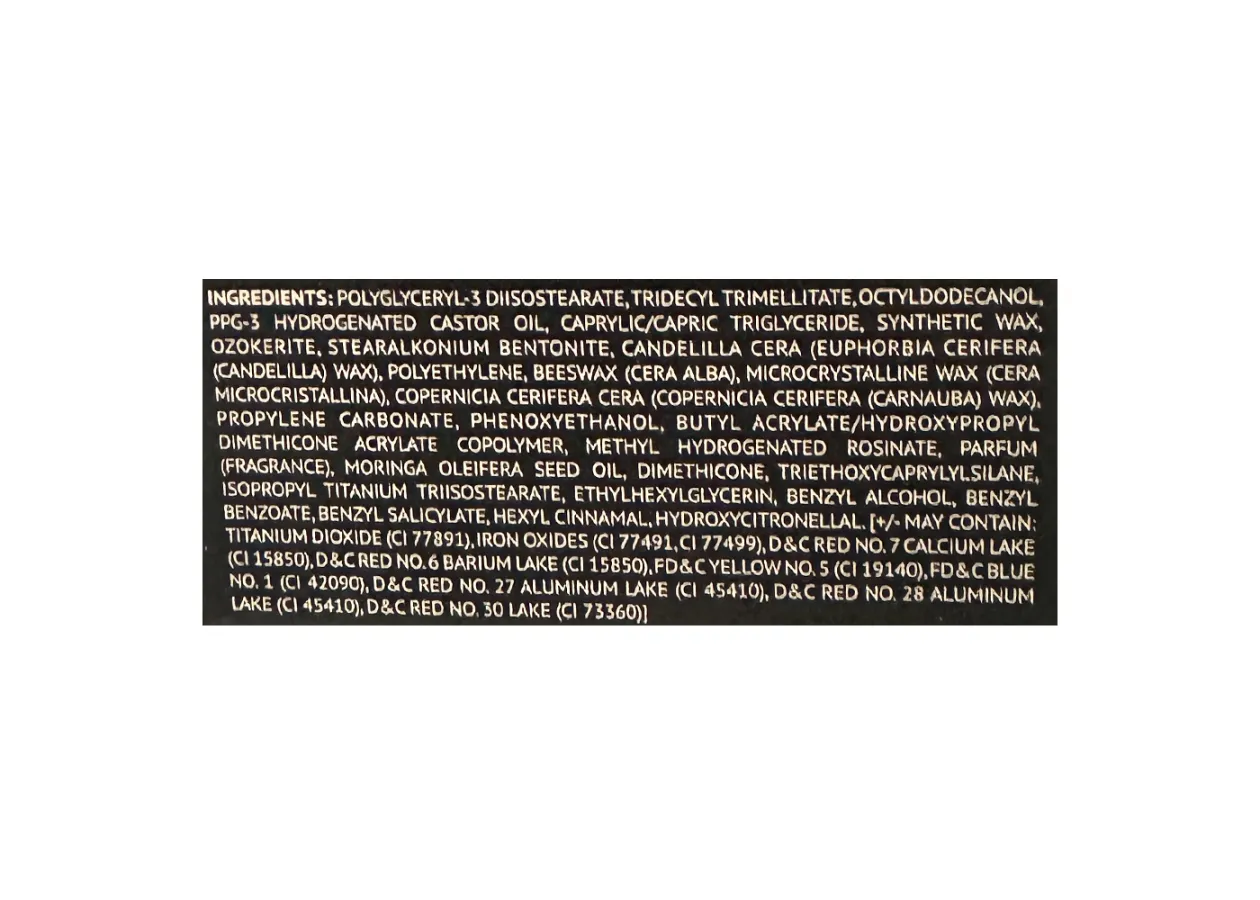 INGREDIENTS: POLYGLYCERYL-3 DIISOSTEARATE, TRIDECYL TRIMELLITATE, OCTYLDODECANOL,
PPG-3 HYDROGENATED CASTOR OIL, CAPRYLIC/CAPRIC TRIGLYCERIDE, SYNTHETIC WAX,
OZOKERITE, STEARALKONIUM BENTONITE, CANDELILLA CERA (EUPHORBIA CERIFERA
(CANDELILLA) WAX), POLYETHYLENE, BEESWAX (CERA ALBA), MICROCRYSTALLINE WAX (CERA
MICROCRISTALLINA), COPERNICIA CERIFERA CERA (COPERNICIA CERIFERA (CARNAUBA) WAX),
PROPYLENE CARBONATE, PHENOXYETHANOL, BUTYL ACRYLATE/HYDROXYPROPYL
DIMETHICONE ACRYLATE COPOLYMER, METHYL HYDROGENATED ROSINATE, PARFUM
(FRAGRANCE), MORINGA OLEIFERA SEED OIL, DIMETHICONE, TRIETHOXYCAPRYLYLSILANE,
ISOPROPYL TITANIUM TRIISOSTEARATE, ETHYLHEXYLGLYCERIN, BENZYL ALCOHOL, BENZYL
BENZOATE, BENZYL SALICYLATE, HEXYL CINNAMAL, HYDROXYCITRONELLAL. [+/- MAY CONTAIN:
TITANIUM DIOXIDE (CI 77891), IRON OXIDES (CI 77491, CI 77499), D&C RED NO. 7 CALCIUM LAKE
(CI 15850), D&C RED NO. 6 BARIUM LAKE (CI 15850), FD&C YELLOW NO. 5 (CI 19140), FD&C BLUE
NO. 1 (CI 42090), D&C RED NO. 27 ALUMINUM LAKE (CI 45410), D&C RED NO. 28 ALUMINUM
LAKE (CI 45410), D&C RED NO. 30 LAKE (CI 73360)]